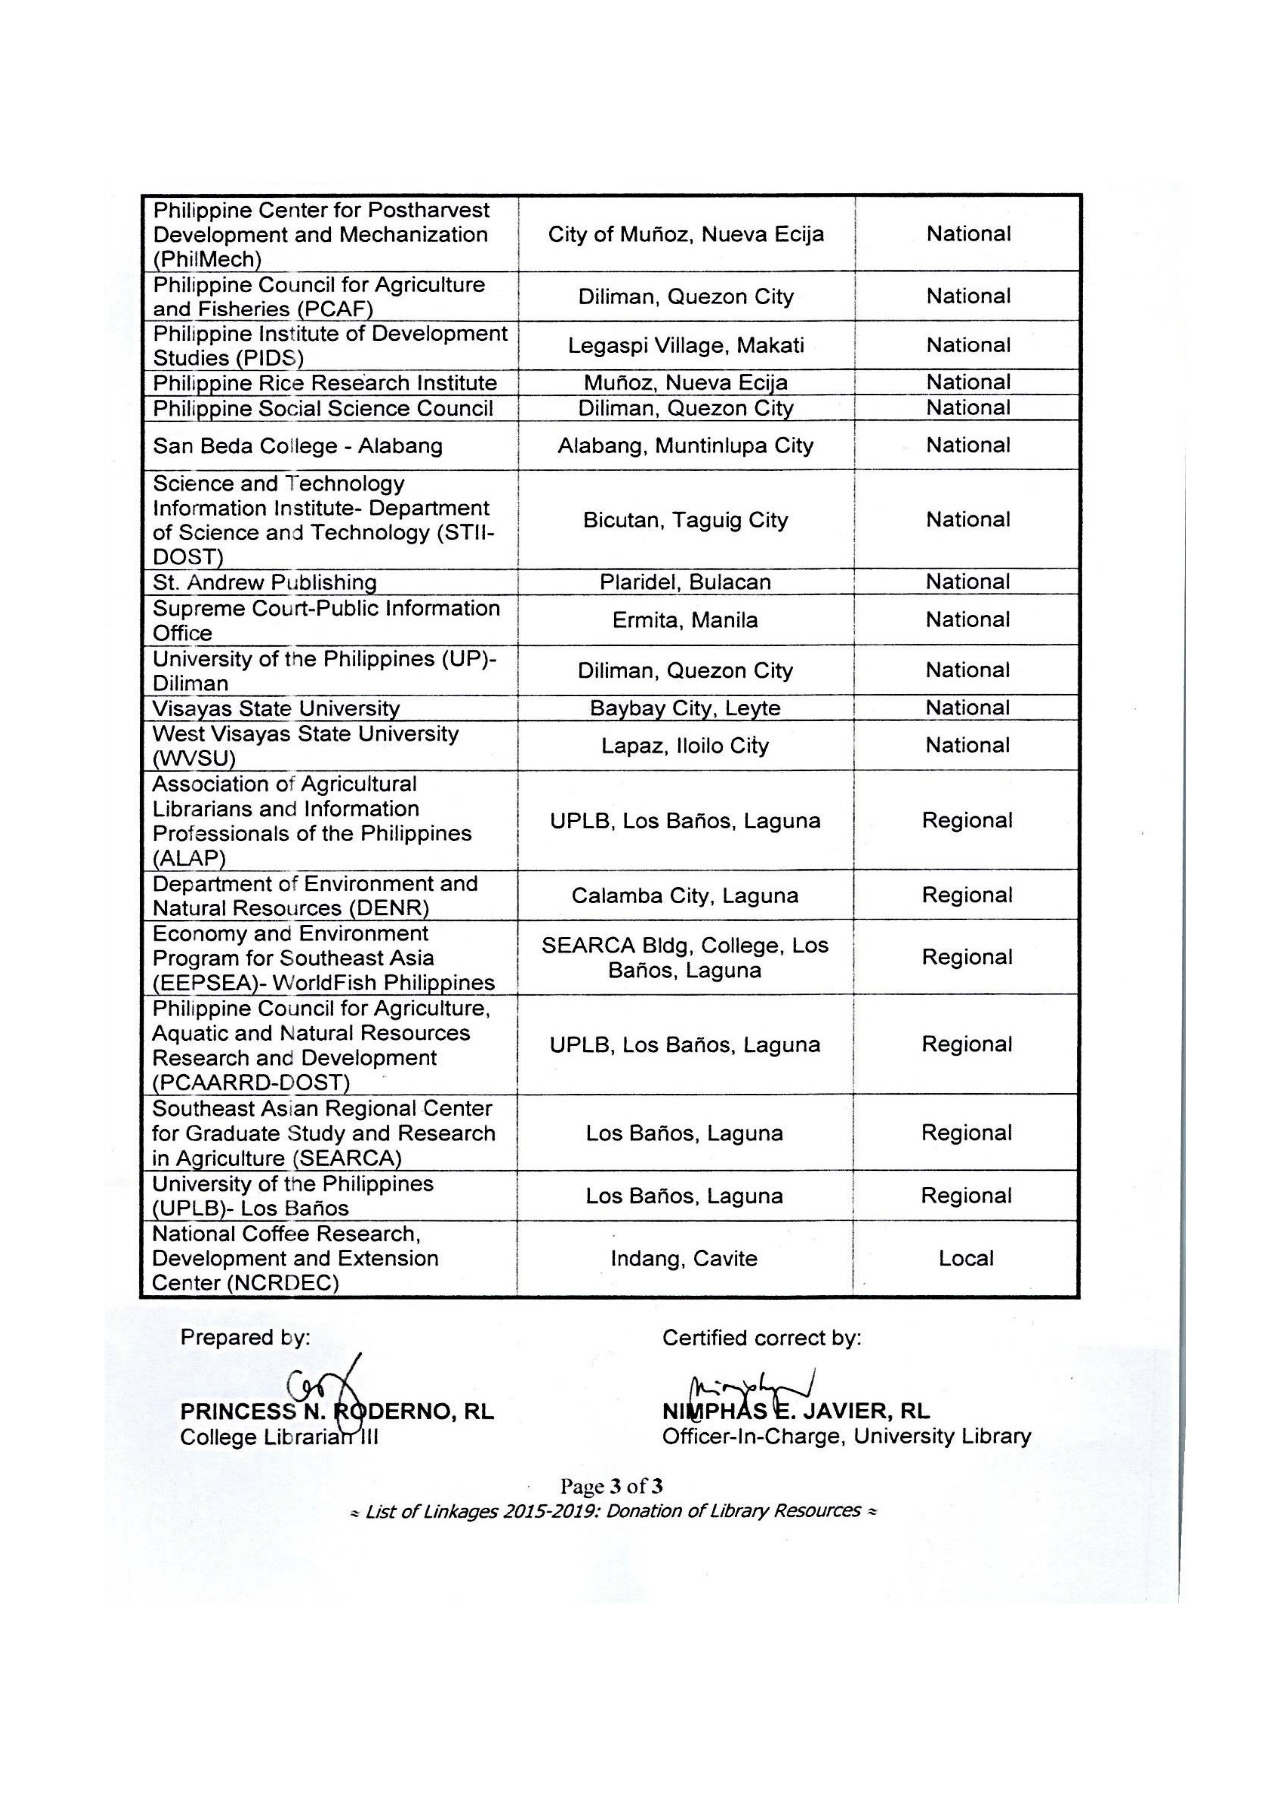 Philippine Center for Postharvest
Development and Mechanization
(PhilMech)
City of Muñoz, Nueva Ecija
National
Philippine Council for Agriculture
and Fisheries (PCAF)
Diliman, Quezon City
National
Philippine Institute of Development
Studies (PIDS)
Legaspi Village, Makati
National
Philippine Rice Research Institute
Muñoz, Nueva Ecija
National
Philippine Social Science Council
Diliman, Quezon City
National
San Beda College - Alabang
Alabang, Muntinlupa City
National
Science and Technology
Information Institute- Department
of Science and Technology (STII-
DOST)
Bicutan, Taguig City
National
St. Andrew Publishing
Plaridel, Bulacan
National
Supreme Court-Public Information
Office
Ermita, Manila
National
University of the Philippines (UP)-
Diliman
Diliman, Quezon City
National
Visayas State University
Baybay City, Leyte
National
West Visayas State University
(WVSU)
Lapaz, Iloilo City
National
Association of Agricultural
Librarians and Information
Professionals of the Philippines
(ALAP)
UPLB, Los Baños, Laguna
Regional
Department of Environment and
Natural Resources (DENR)
Calamba City, Laguna
Regional
Economy and Environment
Program for Southeast Asia
(EEPSEA)- WorldFish Philippines
SEARCA Bldg, College, Los
Baños, Laguna
Regional
Philippine Council for Agriculture,
Aquatic and Natural Resources
Research and Development
(PCAARRD-DOST)
UPLB, Los Baños, Laguna
Regional
Southeast Asian Regional Center
for Graduate Study and Research
in Agriculture (SEARCA)
Los Baños, Laguna
Regional
University of the Philippines
(UPLB)- Los Baños
Los Baños, Laguna
Regional
National Coffee Research,
Development and Extension
Center (NCRDEC)
Indang, Cavite
Local
Prepared by:
PRINCESS N. RODERNO, RL
College Librarian III
Certified correct by:
NIMPHAS E. JAVIER, RL
Officer-In-Charge, University Library
Page 3 of 3
≈ List of Linkages 2015-2019: Donation of Library Resources ≈